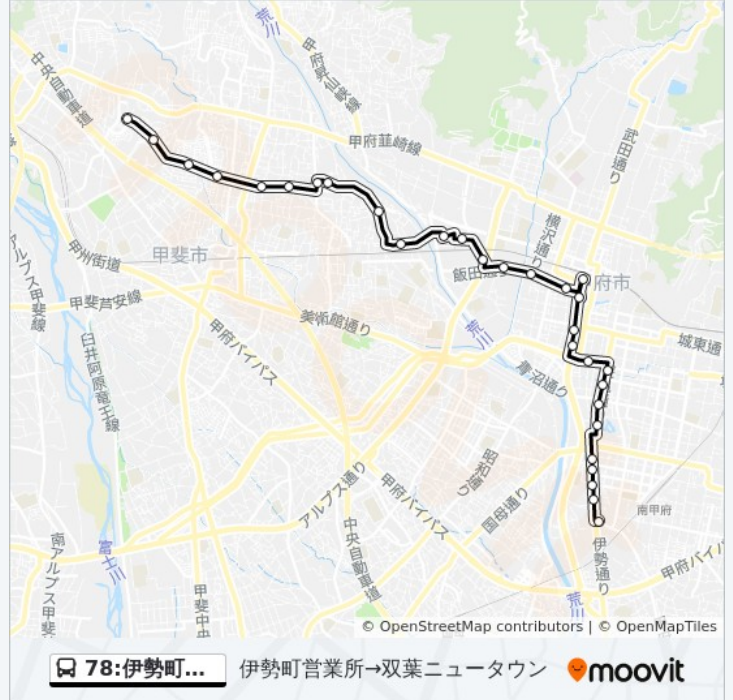 荒川
中央自動車道
甲府昇仙峡線
甲府韮崎線
武田通り
横沢通り
アルプス甲斐線
甲州街道
甲斐市
甲斐芦安線
府市
美術館通り
荒川
城東通
臼井阿原竜王線
甲府バイパス
青沼通り
昭和通り
アルプス通り
甲府バイパス
国母通り
南甲府
中央自動車道
伊勢通り
南アルプス甲斐
富士川
甲斐中央
荒川
甲府バイパ
© OpenStreetMap contributors | © OpenMapTiles
78:伊勢町... 伊勢町営業所→双葉ニュータウン moovit